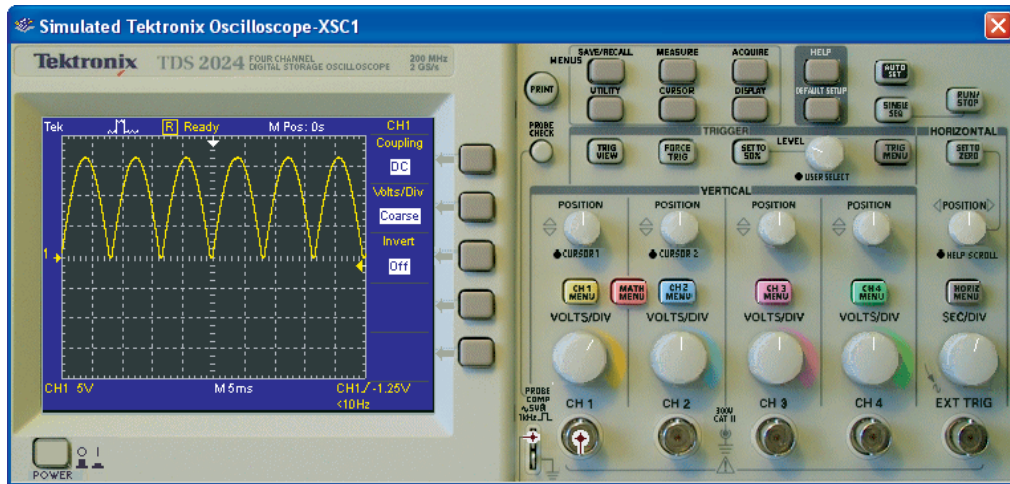 Simulated Tektronix Oscilloscope-XSC1
Tektronix TDS 2024 FOUR CHANNEL DIGITAL STORAGE OSCILLOSCOPE 200 MHz 2 GS/s
Tek R Ready M Pos: 0s CH1
Coupling
DC
Volts/Div
Coarse
Invert
Off
1
CH1 5V M 5ms CH1/ -1.25V
<10Hz
POWER
PRINT
MENUS
SAVE/RECALL MEASURE ACQUIRE
UTILITY CURSOR DISPLAY
HELP
DEFAULT SETUP
AUTO SET
SINGLE SEQ
RUN/STOP
PROBE CHECK
TRIGGER
TRIG VIEW
FORCE TRIG
SET TO 50%
LEVEL
USER SELECT
TRIG MENU
HORIZONTAL
SET TO ZERO
VERTICAL
POSITION POSITION POSITION POSITION POSITION
CURSOR 1 CURSOR 2 HELP SCROLL
CH 1 MENU
MATH MENU
CH 2 MENU
CH 3 MENU
CH 4 MENU
HORIZ MENU
VOLTS/DIV VOLTS/DIV VOLTS/DIV VOLTS/DIV SEC/DIV
PROBE COMP
~5V@
1kHz
CH 1 CH 2 CH 3 CH 4 EXT TRIG
300V
CAT II